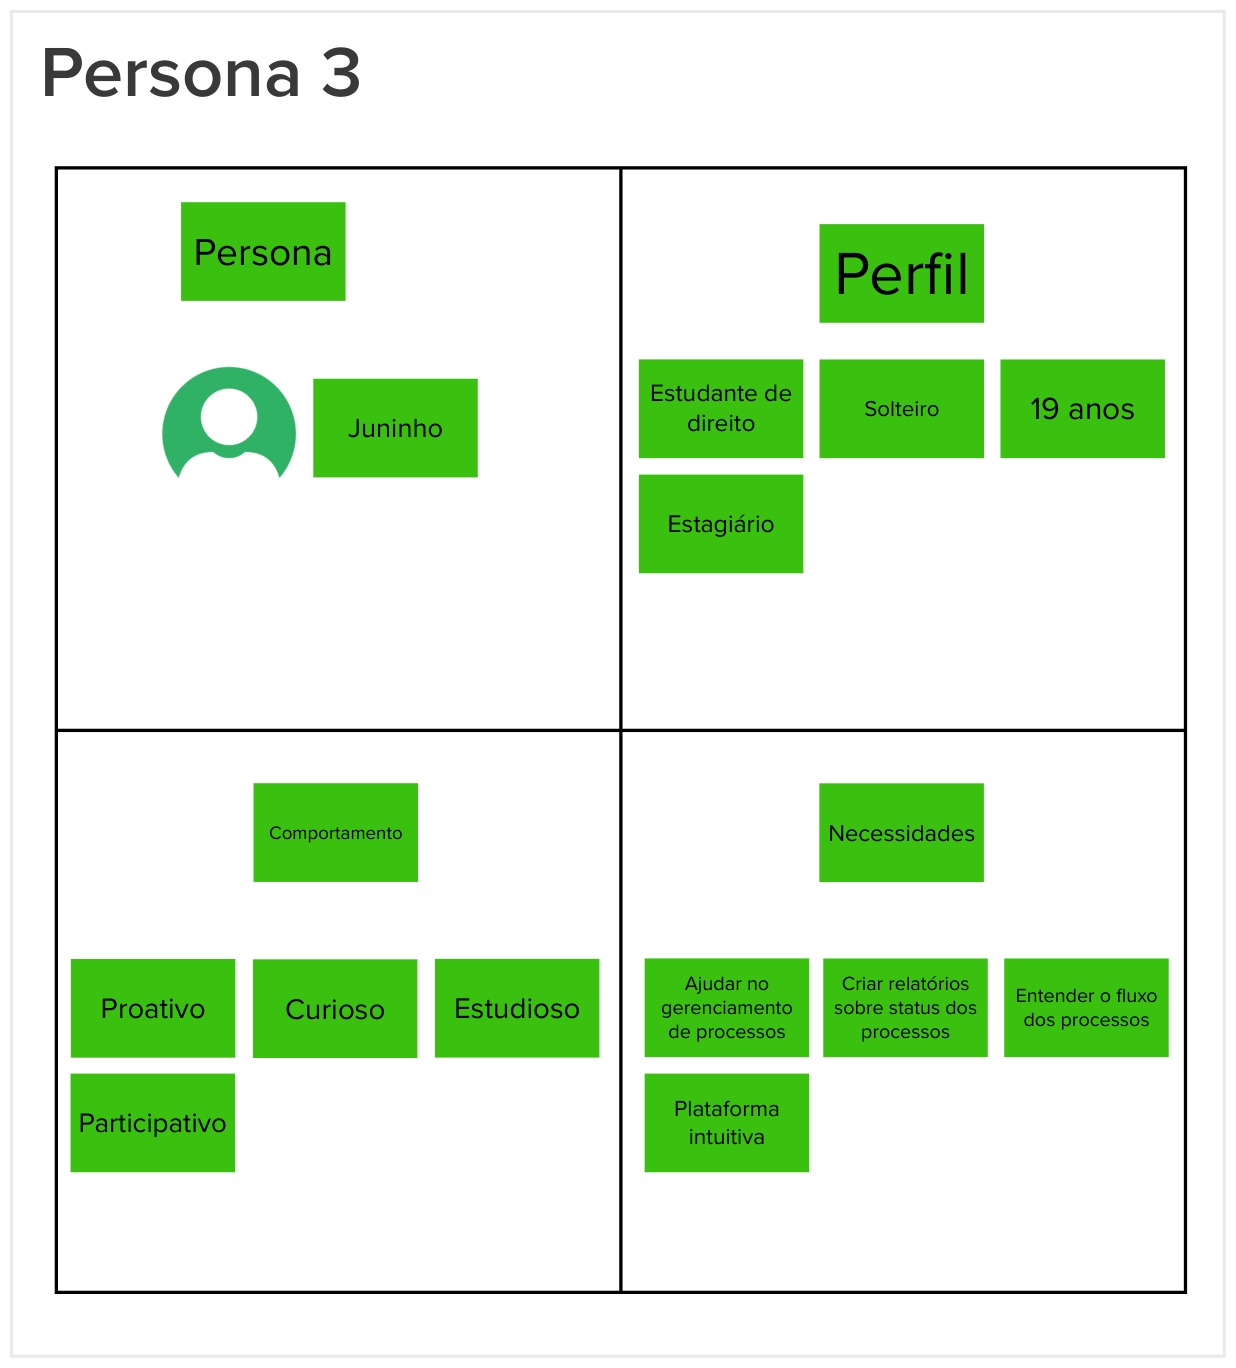 Persona 3
Persona
Juninho
Perfil
Estudante de
direito
Solteiro
19 anos
Estagiário
Comportamento
Proativo
Curioso
Estudioso
Participativo
Necessidades
Ajudar no
gerenciamento
de processos
Criar relatórios
sobre status dos
processos
Entender o fluxo
dos processos
Plataforma
intuitiva